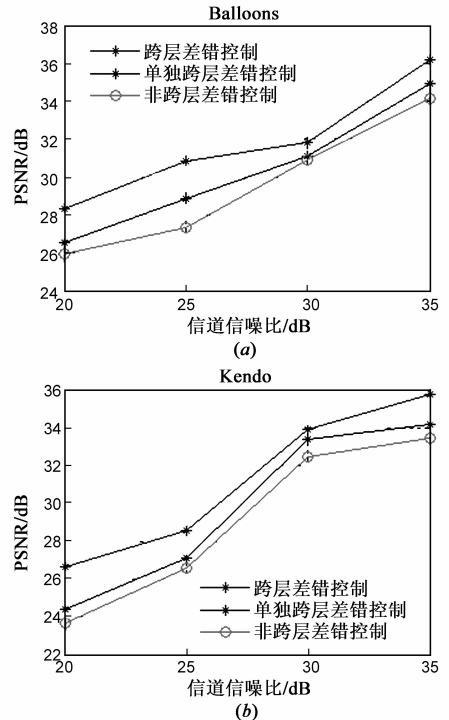 Balloons
38
36
34
32
30
28
26
24
PSNR/dB
跨层差错控制
单独跨层差错控制
非跨层差错控制
20 25 30 35
信道信噪比/dB
(a)
Kendo
36
34
32
30
28
26
24
22
PSNR/dB
跨层差错控制
单独跨层差错控制
非跨层差错控制
20 25 30 35
信道信噪比/dB
(b)